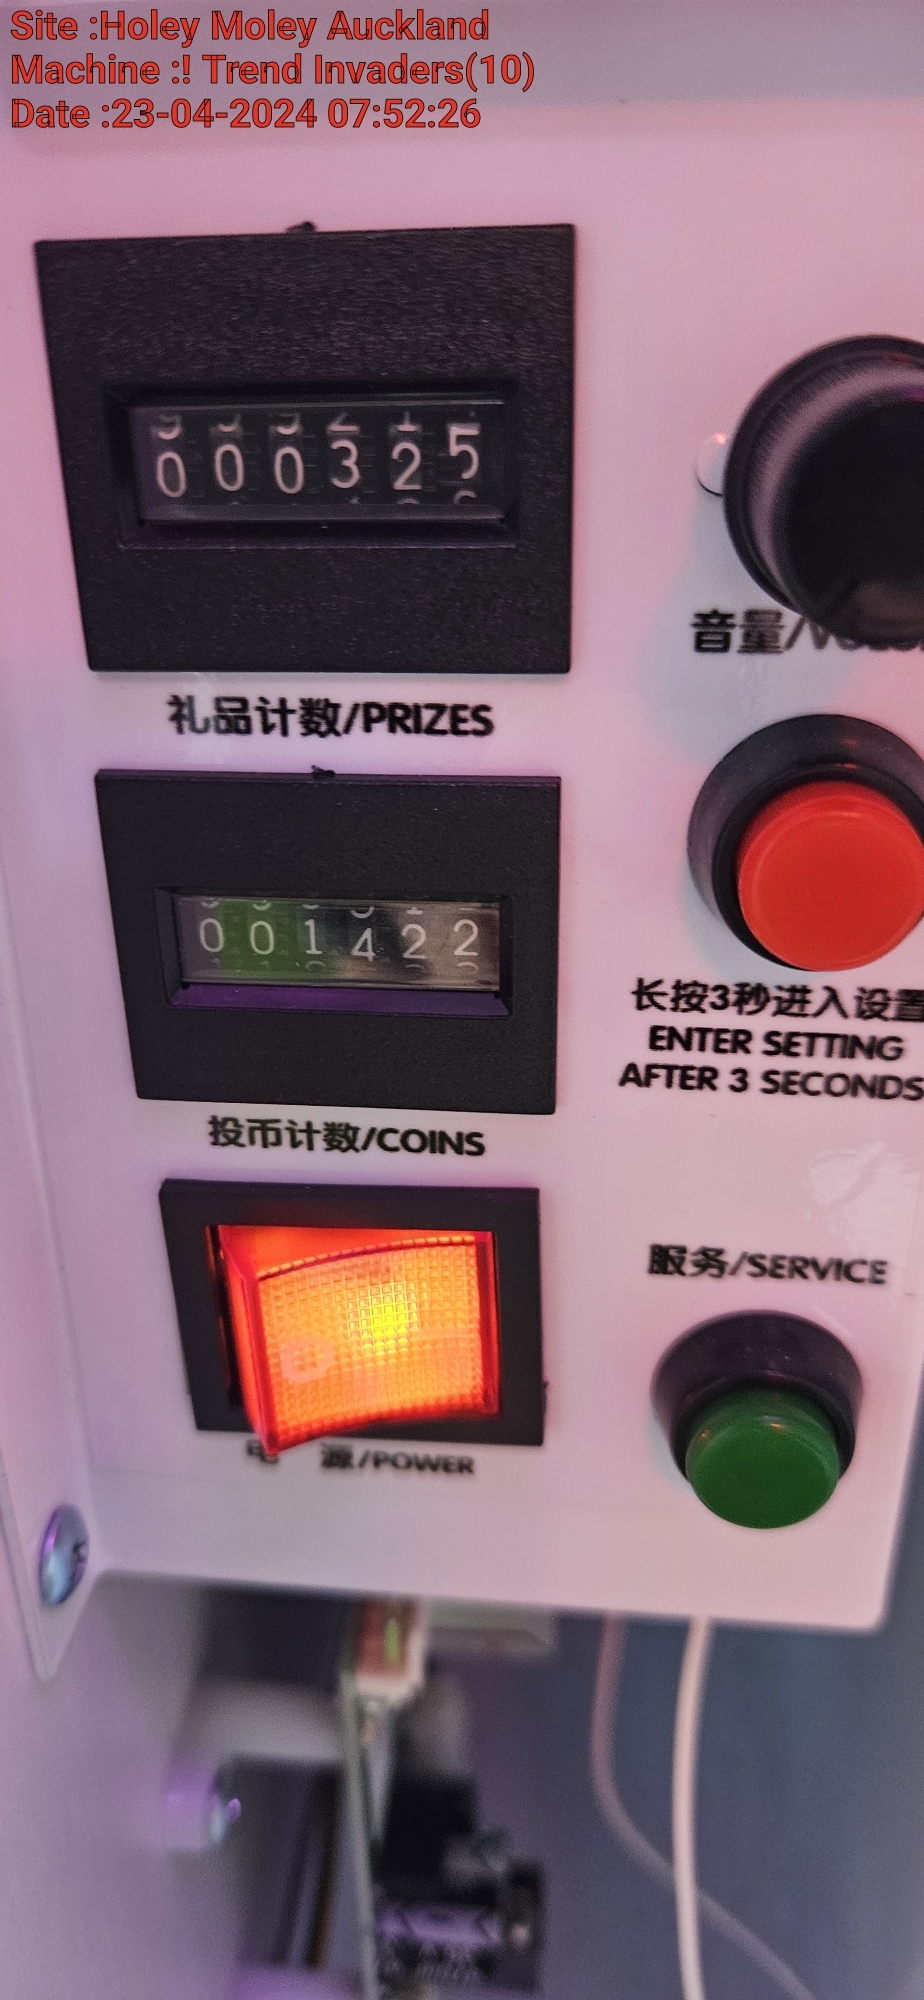 Site :Holey Moley Auckland
Machine :! Trend Invaders(10)
Date :23-04-2024 07:52:26
000325
音量/
礼品计数/PRIZES
001422
长按3秒进入设置
ENTER SETTING
AFTER 3 SECONDS
投币计数/COINS
服务/SERVICE
电 源/POWER